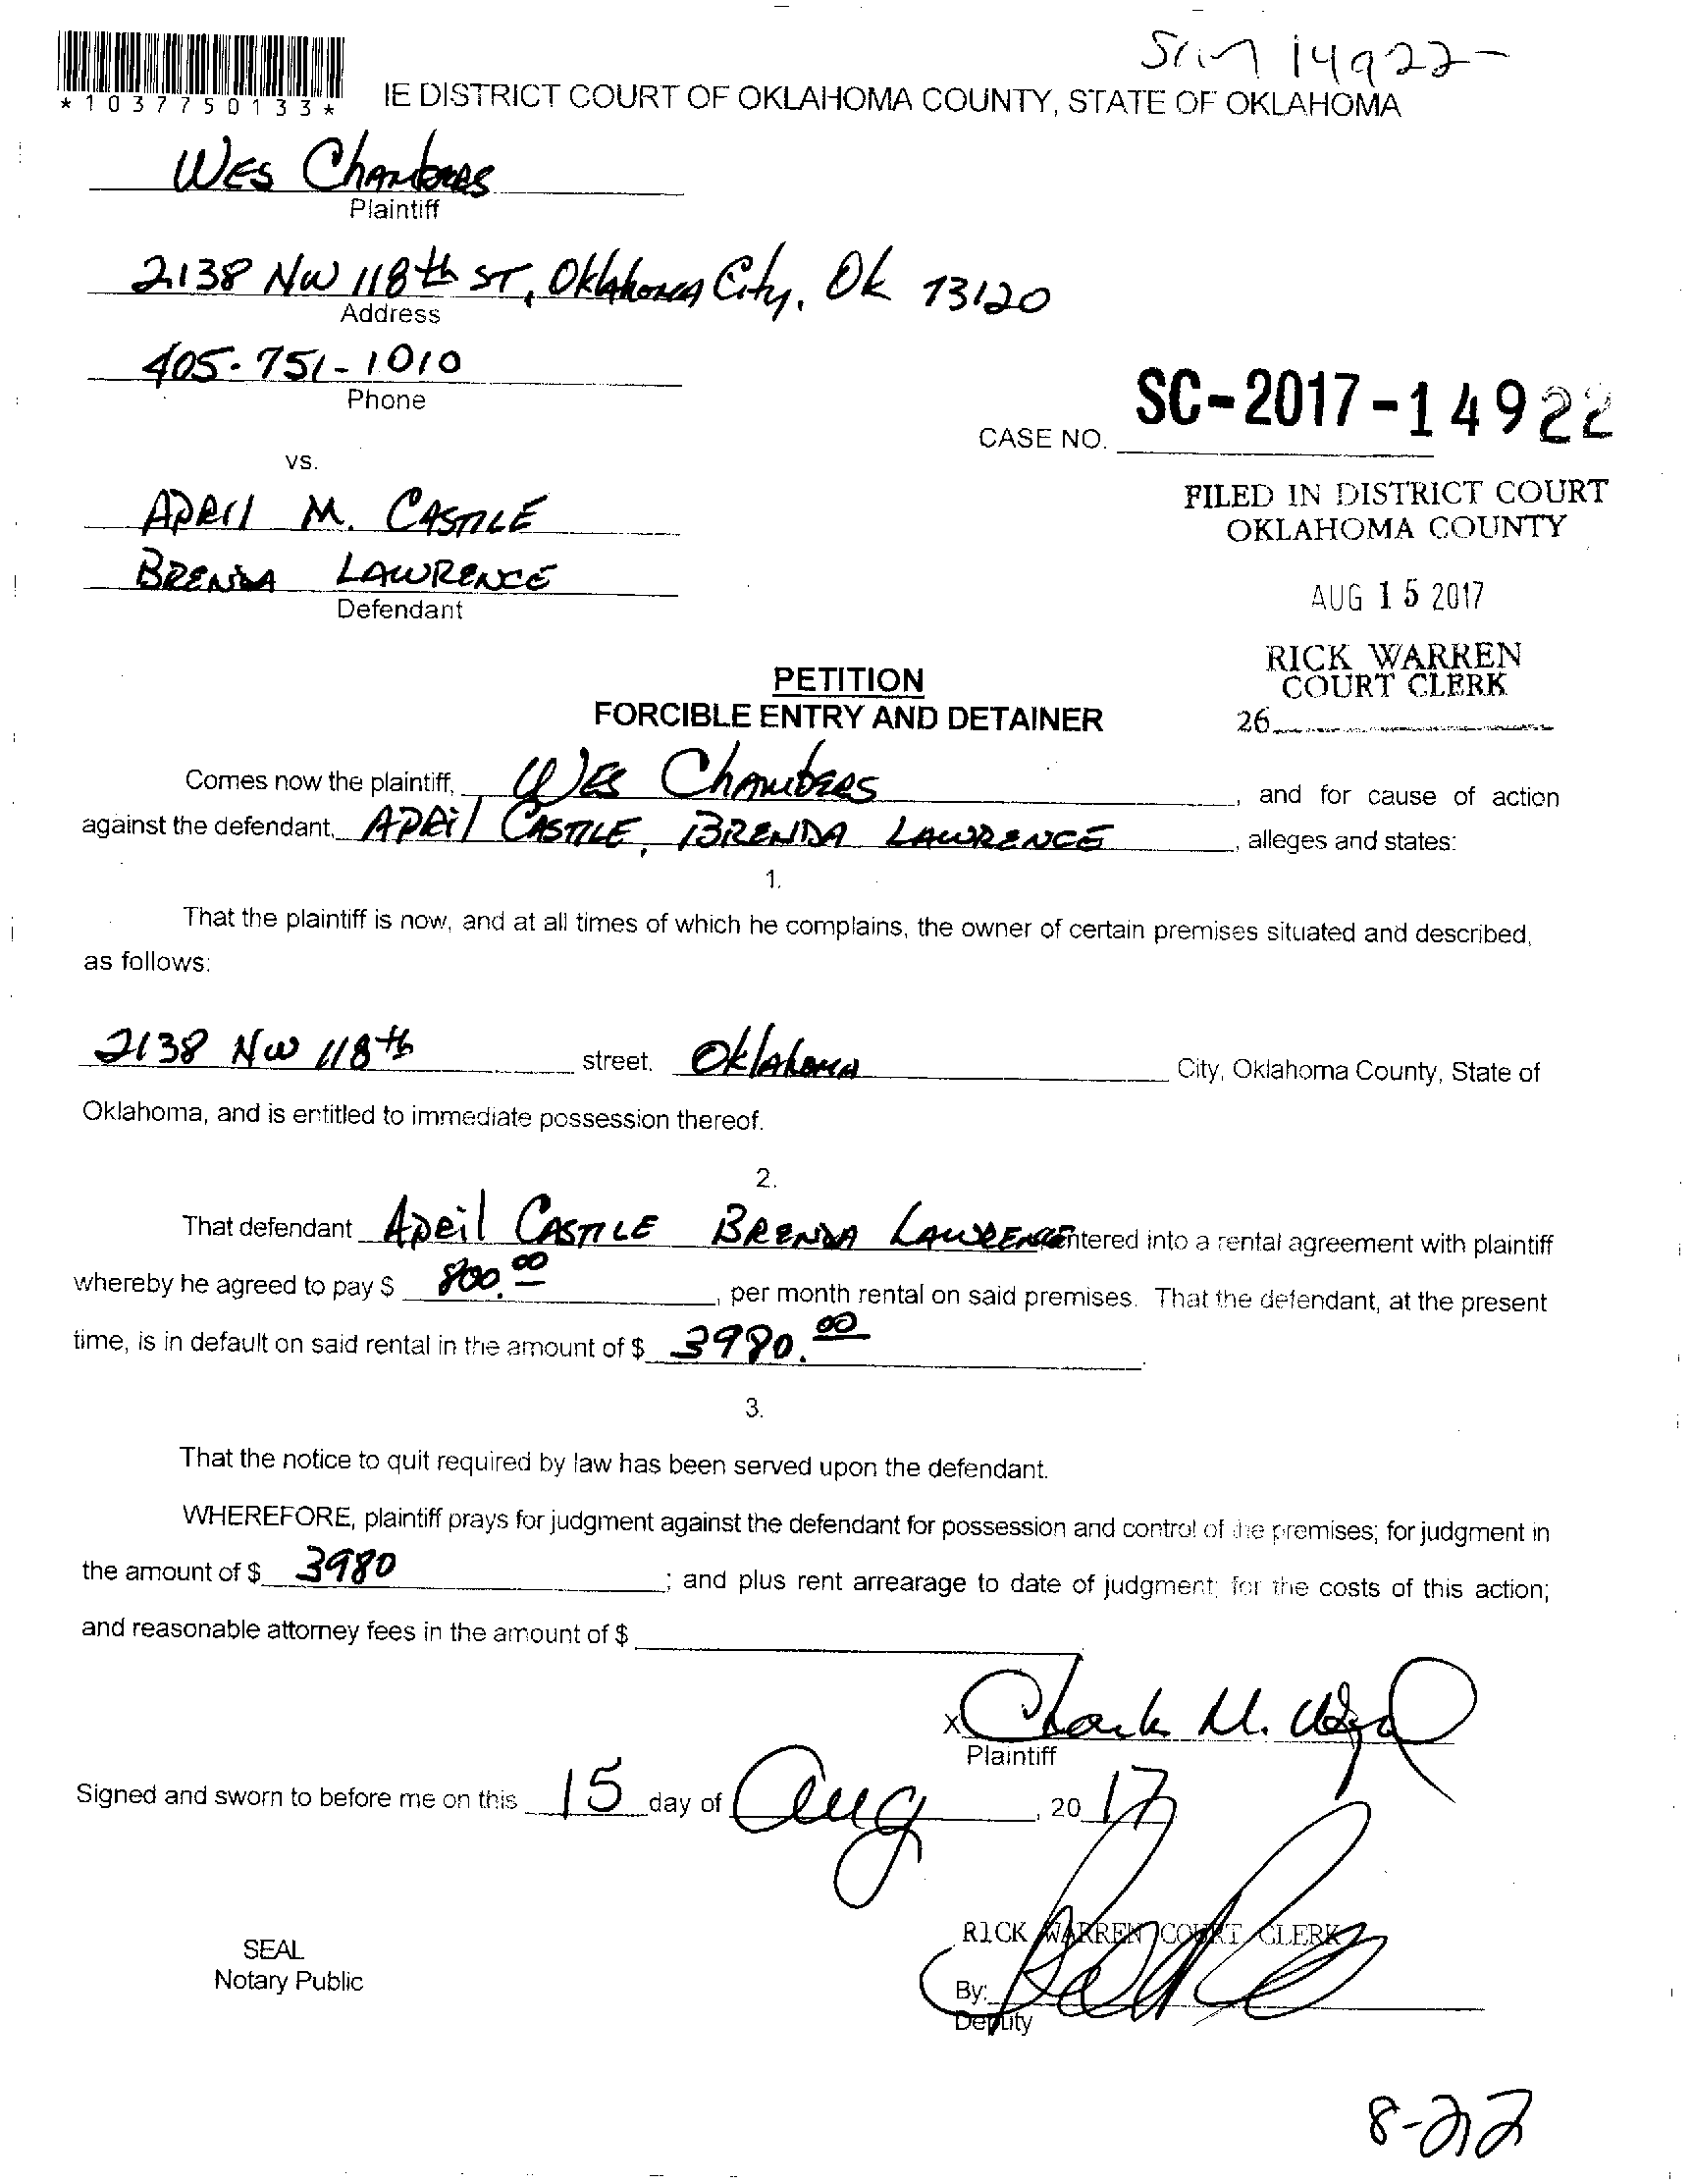 SC-17 14922-
*1037750133*
IE DISTRICT COURT OF OKLAHOMA COUNTY, STATE OF OKLAHOMA
WES CHAMBERS
Plaintiff
2138 NW 118th ST, Oklahoma City, Ok 73120
Address
405-751-1010
Phone
SC-2017-14922
CASE NO.
vs.
APRIL M. CASTLE
BRENDA LAWRENCE
Defendant
FILED IN DISTRICT COURT
OKLAHOMA COUNTY
AUG 15 2017
RICK WARREN
COURT CLERK
26
PETITION
FORCIBLE ENTRY AND DETAINER
Comes now the plaintiff, WES CHAMBERS, and for cause of action
against the defendant, APRIL CASTLE, BRENDA LAWRENCE, alleges and states:
1.
That the plaintiff is now, and at all times of which he complains, the owner of certain premises situated and described,
as follows:
2138 NW 118th street, Oklahoma City, Oklahoma County, State of
Oklahoma, and is entitled to immediate possession thereof.
2.
That defendant APRIL CASTLE BRENDA LAWRENCE entered into a rental agreement with plaintiff
whereby he agreed to pay $ 800.00, per month rental on said premises. That the defendant, at the present
time, is in default on said rental in the amount of $ 3980.00.
3.
That the notice to quit required by law has been served upon the defendant.
WHEREFORE, plaintiff prays for judgment against the defendant for possession and control of the premises; for judgment in
the amount of $ 3980; and plus rent arrearage to date of judgment; for the costs of this action;
and reasonable attorney fees in the amount of $
x
Plaintiff
Signed and sworn to before me on this 15 day of Aug, 2017
SEAL
Notary Public
RICK WARREN COURT CLERK
By:
Deputy
8-22